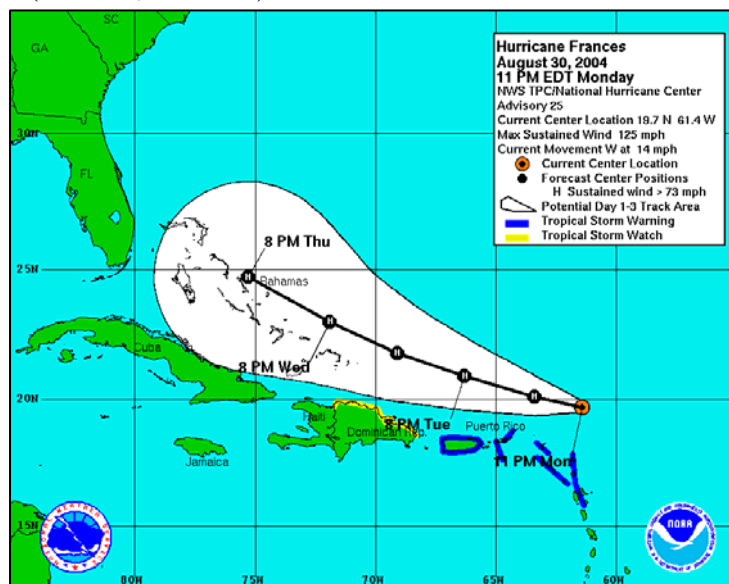 SC
GA
Hurricane Frances
August 30, 2004
11 PM EDT Monday
NWS TPC/National Hurricane Center
Advisory 25
Current Center Location 19.7 N 61.4 W
Max Sustained Wind 125 mph
Current Movement W at 14 mph
Current Center Location
Forecast Center Positions
H Sustained wind > 73 mph
Potential Day 1-3 Track Area
Tropical Storm Warning
Tropical Storm Watch
30N
FL
8 PM Thu
25N
H
Bahamas
H
Cuba
H
8 PM Wed
H
H
20N
Haiti
8 PM Tue
Puerto Rico
Dominican Rep.
Jamaica
11 PM Mon
15N
NOAA
80W
75W
70W
65W
60W